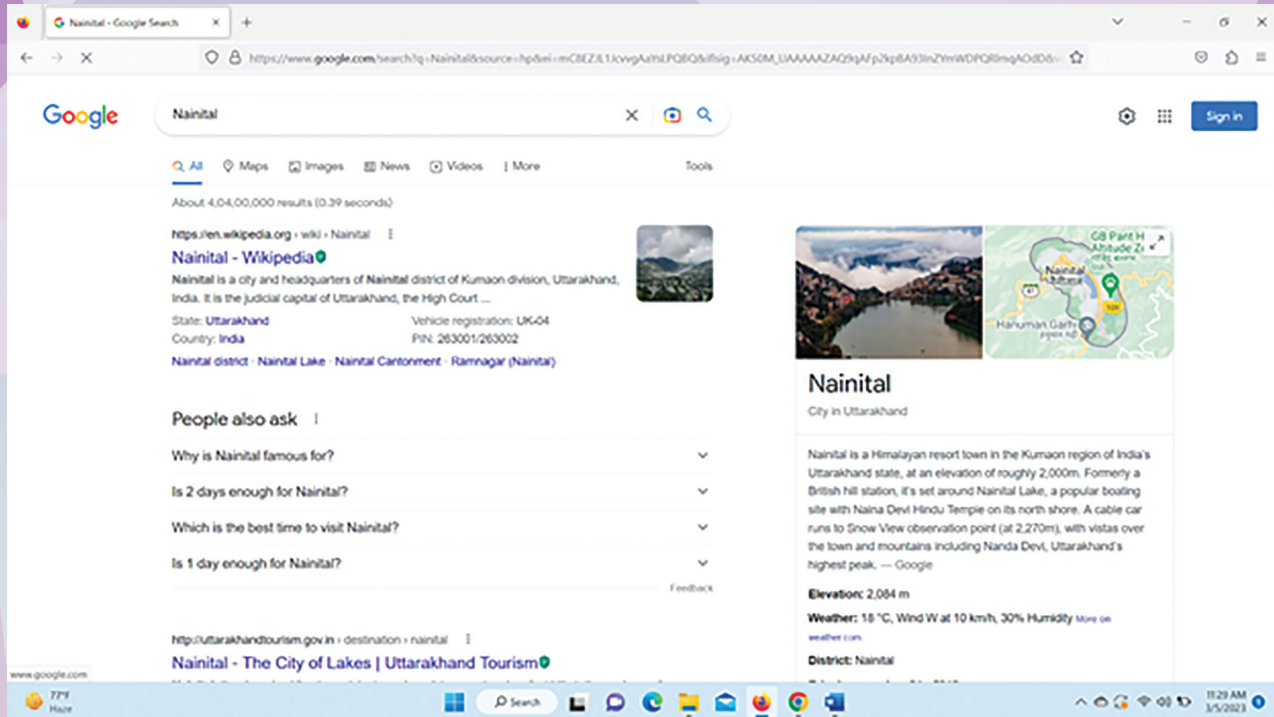 Nainital - Google Search
Google
Nainital
Sign in
All Maps Images News Videos More Tools
About 4,04,00,000 results (0.39 seconds)
https://en.wikipedia.org › wiki › Nainital
Nainital - Wikipedia
Nainital is a city and headquarters of Nainital district of Kumaon division, Uttarakhand,
India. It is the judicial capital of Uttarakhand, the High Court ...
State: Uttarakhand Vehicle registration: UK-04
Country: India PIN: 263001/263002
Nainital district · Nainital Lake · Nainital Cantonment · Ramnagar (Nainital)
People also ask
Why is Nainital famous for?
Is 2 days enough for Nainital?
Which is the best time to visit Nainital?
Is 1 day enough for Nainital?
Feedback
http://uttarakhandtourism.gov.in › destination › nainital
Nainital - The City of Lakes | Uttarakhand Tourism
GB Pant H
Altitude Z
Nainital
नैनीताल
Hanuman Garhi
Nainital
City in Uttarakhand
Nainital is a Himalayan resort town in the Kumaon region of India's
Uttarakhand state, at an elevation of roughly 2,000m. Formerly a
British hill station, it's set around Nainital Lake, a popular boating
site with Naina Devi Hindu Temple on its north shore. A cable car
runs to Snow View observation point (at 2,270m), with vistas over
the town and mountains including Nanda Devi, Uttarakhand's
highest peak. — Google
Elevation: 2,084 m
Weather: 18 °C, Wind W at 10 km/h, 30% Humidity More on
weather.com
District: Nainital
www.google.com
77°F
Haze
Search
11:29 AM
3/5/2023